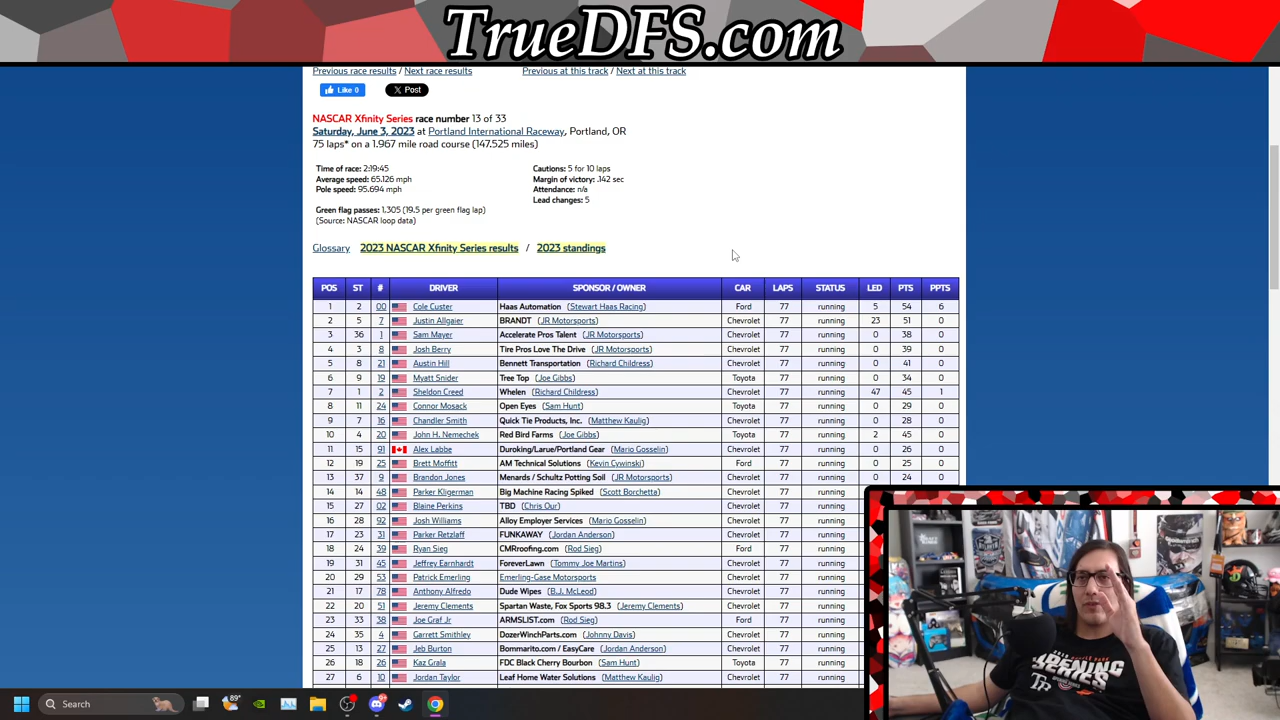 TrueDFS.com
Previous race results / Next race results Previous at this track / Next at this track
Like 0 X Post
NASCAR Xfinity Series race number 13 of 33
Saturday, June 3, 2023 at Portland International Raceway, Portland, OR
75 laps* on a 1.967 mile road course (147.525 miles)
Time of race: 2:19:45 Cautions: 5 for 10 laps
Average speed: 65.126 mph Margin of victory: .142 sec
Pole speed: 95.694 mph Attendance: n/a
Lead changes: 5
Green flag passes: 1,305 (19.5 per green flag lap)
(Source: NASCAR loop data)
Glossary 2023 NASCAR Xfinity Series results / 2023 standings
POS ST # DRIVER SPONSOR / OWNER CAR LAPS STATUS LED PTS PPTS
1 2 00 Cole Custer Haas Automation (Stewart Haas Racing) Ford 77 running 5 54 6
2 5 7 Justin Allgaier BRANDT (JR Motorsports) Chevrolet 77 running 23 51 0
3 36 1 Sam Mayer Accelerate Pros Talent (JR Motorsports) Chevrolet 77 running 0 38 0
4 3 8 Josh Berry Tire Pros Love The Drive (JR Motorsports) Chevrolet 77 running 0 39 0
5 8 21 Austin Hill Bennett Transportation (Richard Childress) Chevrolet 77 running 0 41 0
6 9 19 Myatt Snider Tree Top (Joe Gibbs) Toyota 77 running 0 34 0
7 1 2 Sheldon Creed Whelen (Richard Childress) Chevrolet 77 running 47 45 1
8 11 24 Connor Mosack Open Eyes (Sam Hunt) Toyota 77 running 0 29 0
9 7 16 Chandler Smith Quick Tie Products, Inc. (Matthew Kaulig) Chevrolet 77 running 0 28 0
10 4 20 John H. Nemechek Red Bird Farms (Joe Gibbs) Toyota 77 running 2 45 0
11 15 91 Alex Labbe Duroking/Larue/Portland Gear (Mario Gosselin) Chevrolet 77 running 0 26 0
12 19 25 Brett Moffitt AM Technical Solutions (Kevin Cywinski) Ford 77 running 0 25 0
13 37 9 Brandon Jones Menards / Schultz Potting Soil (JR Motorsports) Chevrolet 77 running 0 24 0
14 14 48 Parker Kligerman Big Machine Racing Spiked (Scott Borchetta) Chevrolet 77 running
15 27 02 Blaine Perkins TBD (Chris Our) Chevrolet 77 running
16 28 92 Josh Williams Alloy Employer Services (Mario Gosselin) Chevrolet 77 running
17 23 31 Parker Retzlaff FUNKAWAY (Jordan Anderson) Chevrolet 77 running
18 24 39 Ryan Sieg CMRoofing.com (Rod Sieg) Ford 77 running
19 31 45 Jeffrey Earnhardt ForeverLawn (Tommy Joe Martins) Chevrolet 77 running
20 29 53 Patrick Emerling Emerling-Gase Motorsports Chevrolet 77 running
21 17 78 Anthony Alfredo Dude Wipes (B.J. McLeod) Chevrolet 77 running
22 20 51 Jeremy Clements Spartan Waste, Fox Sports 98.3 (Jeremy Clements) Chevrolet 77 running
23 33 38 Joe Graf Jr ARMSLIST.com (Rod Sieg) Ford 77 running
24 35 4 Garrett Smithley DozerWinchParts.com (Johnny Davis) Chevrolet 77 running
25 13 27 Jeb Burton Bommarito.com / EasyCare (Jordan Anderson) Chevrolet 77 running
26 18 26 Kaz Grala FDC Black Cherry Bourbon (Sam Hunt) Toyota 77 running
27 6 10 Jordan Taylor Leaf Home Water Solutions (Matthew Kaulig) Chevrolet 77 running
OPENING
SERIES
Search
89°